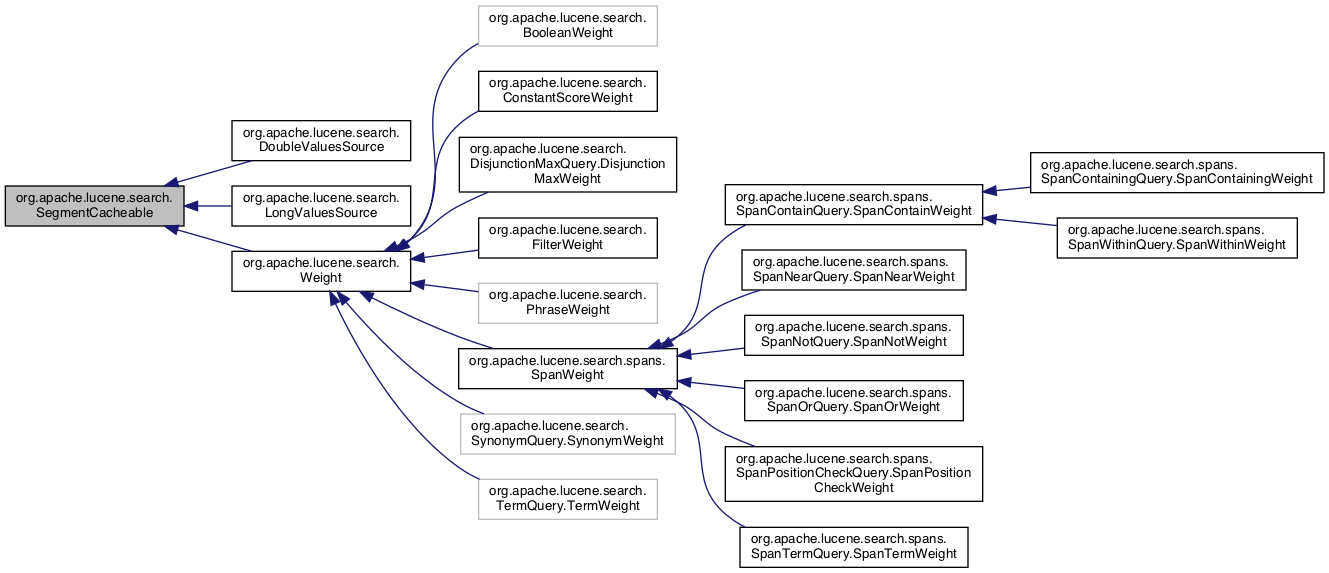 org.apache.lucene.search.
SegmentCacheable
org.apache.lucene.search.
DoubleValuesSource
org.apache.lucene.search.
LongValuesSource
org.apache.lucene.search.
Weight
org.apache.lucene.search.
BooleanWeight
org.apache.lucene.search.
ConstantScoreWeight
org.apache.lucene.search.
DisjunctionMaxQuery.Disjunction
MaxWeight
org.apache.lucene.search.
FilterWeight
org.apache.lucene.search.
PhraseWeight
org.apache.lucene.search.spans.
SpanWeight
org.apache.lucene.search.
SynonymQuery.SynonymWeight
org.apache.lucene.search.
TermQuery.TermWeight
org.apache.lucene.search.spans.
SpanContainQuery.SpanContainWeight
org.apache.lucene.search.spans.
SpanNearQuery.SpanNearWeight
org.apache.lucene.search.spans.
SpanNotQuery.SpanNotWeight
org.apache.lucene.search.spans.
SpanOrQuery.SpanOrWeight
org.apache.lucene.search.spans.
SpanPositionCheckQuery.SpanPosition
CheckWeight
org.apache.lucene.search.spans.
SpanTermQuery.SpanTermWeight
org.apache.lucene.search.spans.
SpanContainingQuery.SpanContainingWeight
org.apache.lucene.search.spans.
SpanWithinQuery.SpanWithinWeight